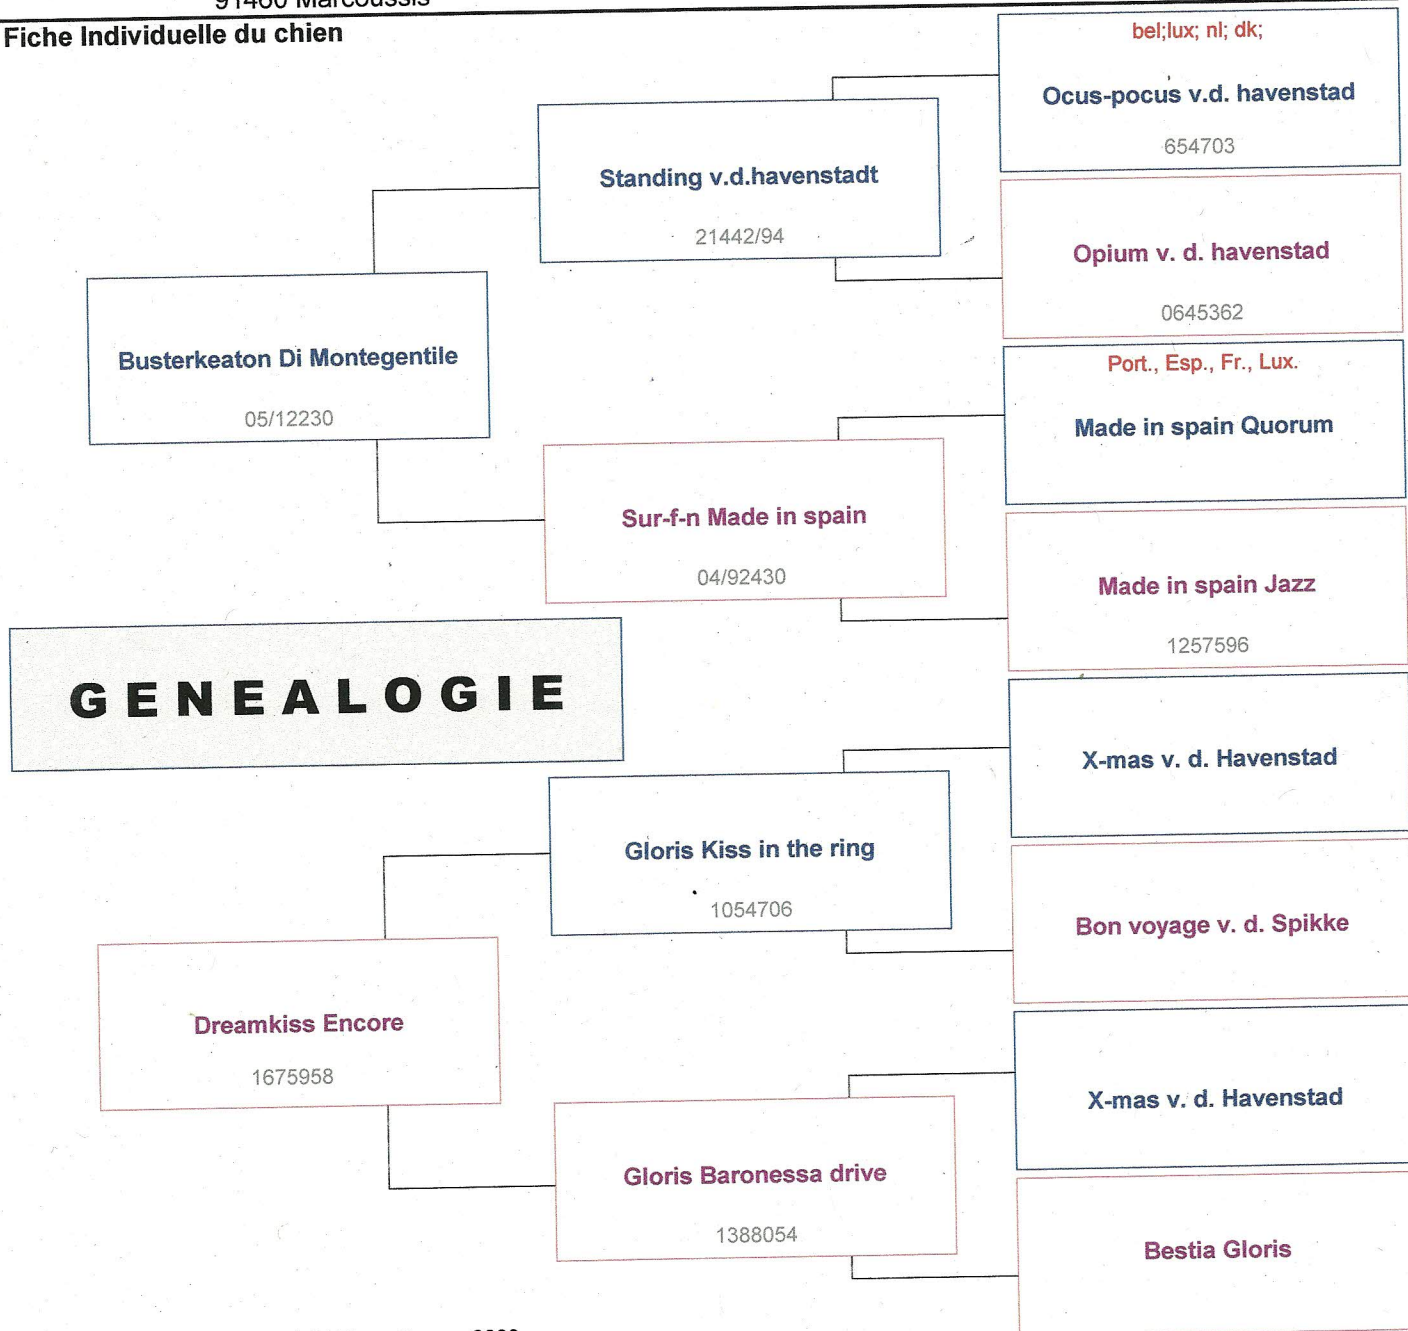 91460 Marcoussis
Fiche Individuelle du chien
bel;lux; nl; dk;
Ocus-pocus v.d. havenstad
654703
Standing v.d.havenstadt
21442/94
Opium v. d. havenstad
0645362
Busterkeaton Di Montegentile
05/12230
Port., Esp., Fr., Lux.
Made in spain Quorum
Sur-f-n Made in spain
04/92430
Made in spain Jazz
1257596
GENEALOGIE
X-mas v. d. Havenstad
Gloris Kiss in the ring
1054706
Bon voyage v. d. Spikke
Dreamkiss Encore
1675958
X-mas v. d. Havenstad
Gloris Baronessa drive
1388054
Bestia Gloris